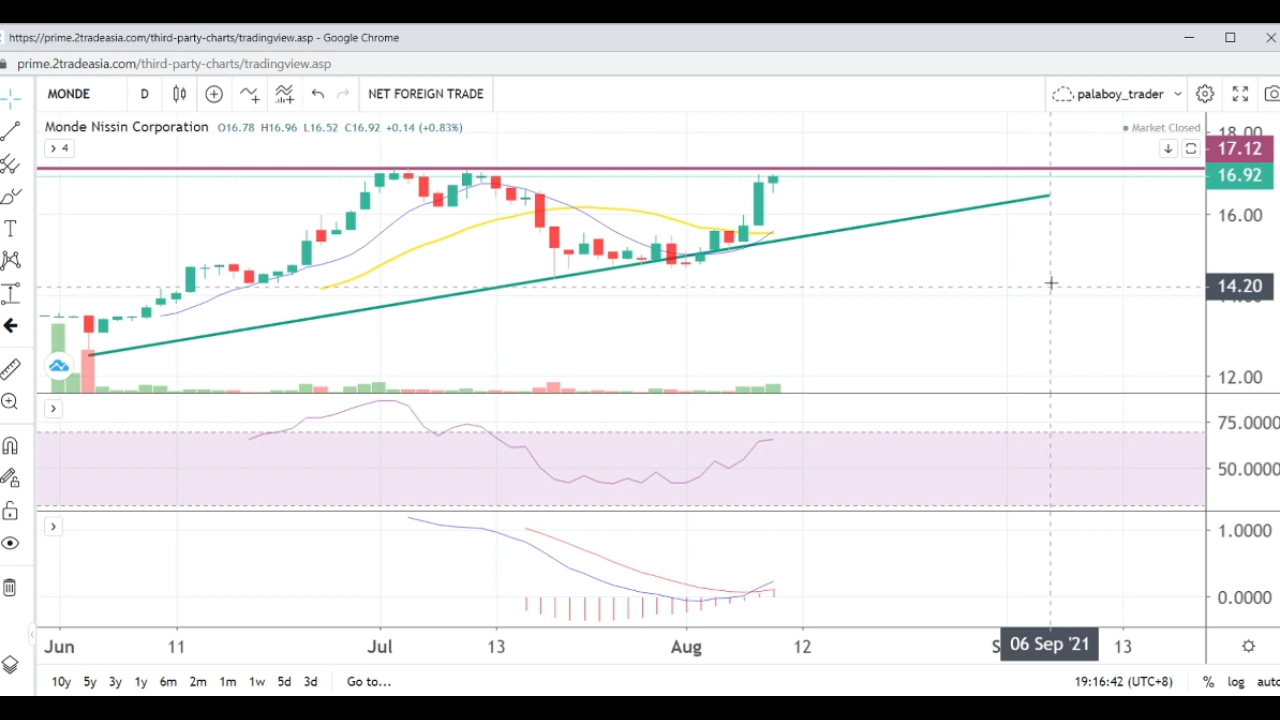 https://prime.2tradeasia.com/third-party-charts/tradingview.asp - Google Chrome
prime.2tradeasia.com/third-party-charts/tradingview.asp
MONDE D NET FOREIGN TRADE palaboy_trader
Monde Nissin Corporation O16.78 H16.96 L16.52 C16.92 +0.14 (+0.83%) Market Closed
4
18.00
17.12
16.92
16.00
14.20
12.00
75.0000
50.0000
1.0000
0.0000
Jun 11 Jul 13 Aug 12 S 06 Sep '21 13
10y 5y 3y 1y 6m 2m 1m 1w 5d 3d Go to... 19:16:42 (UTC+8) % log auto